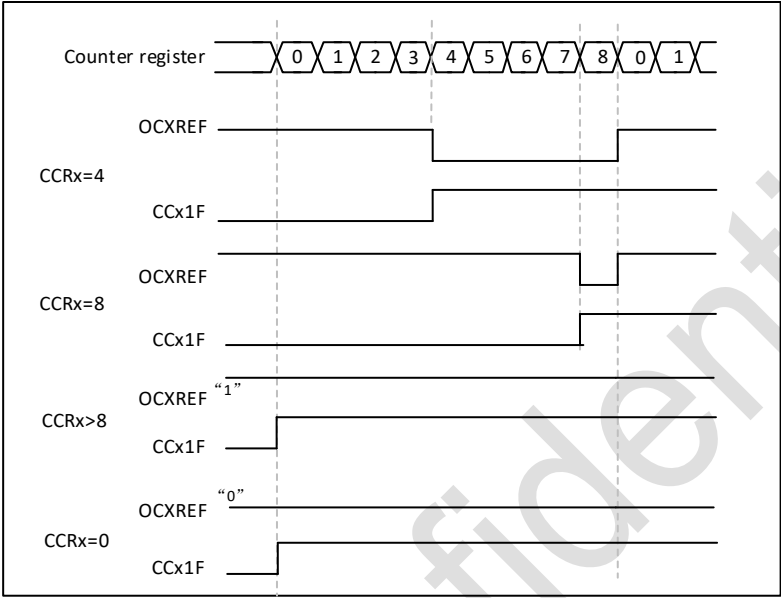 Counter register 0 1 2 3 4 5 6 7 8 0 1
OCXREF
CCRx=4
CCx1F
OCXREF
CCRx=8
CCx1F
OCXREF “1”
CCRx>8
CCx1F
OCXREF “0”
CCRx=0
CCx1F
fidenti